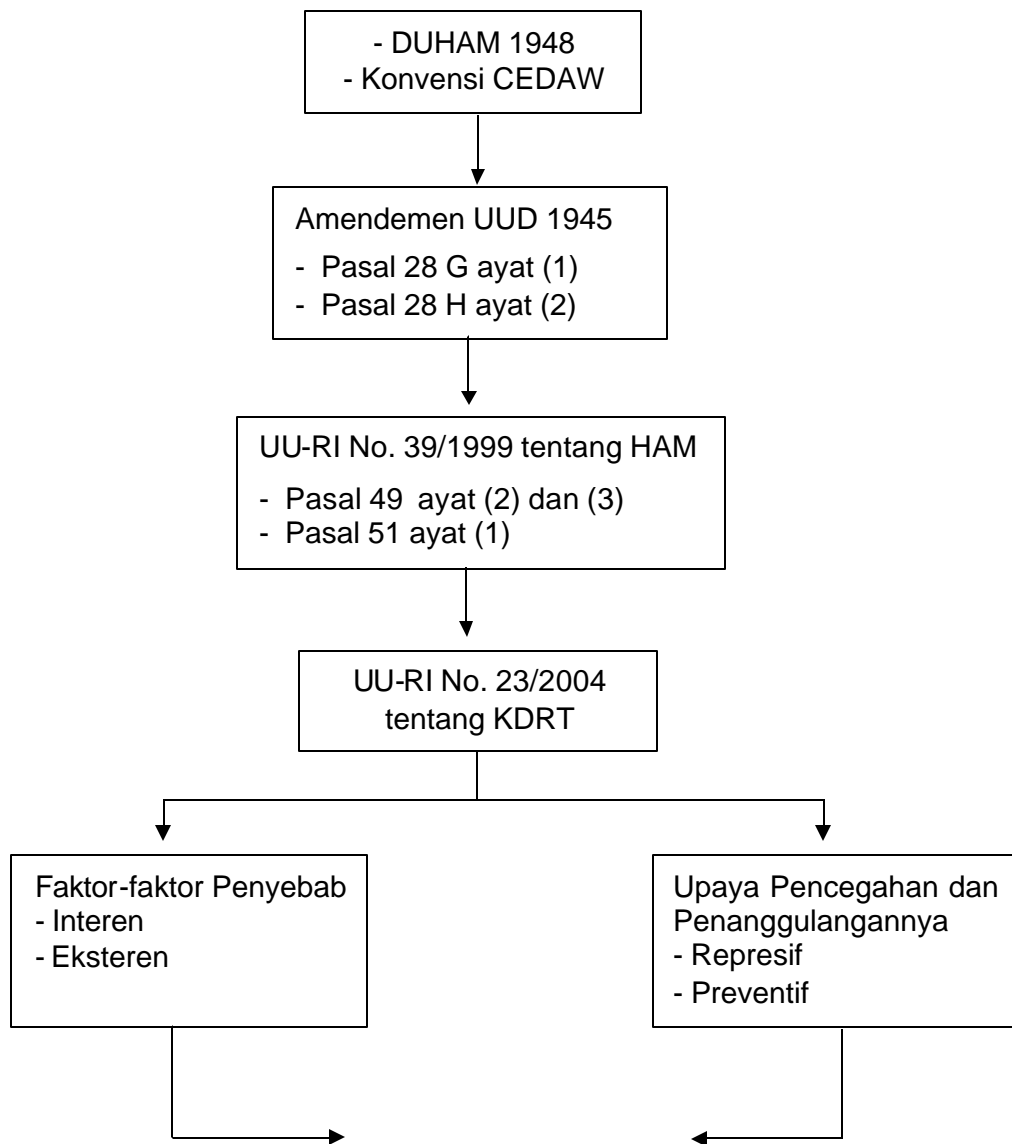 - DUHAM 1948
- Konvensi CEDAW
Amendemen UUD 1945
- Pasal 28 G ayat (1)
- Pasal 28 H ayat (2)
UU-RI No. 39/1999 tentang HAM
- Pasal 49 ayat (2) dan (3)
- Pasal 51 ayat (1)
UU-RI No. 23/2004
tentang KDRT
Faktor-faktor Penyebab
- Interen
- Eksteren
Upaya Pencegahan dan
Penanggulangannya
- Represif
- Preventif